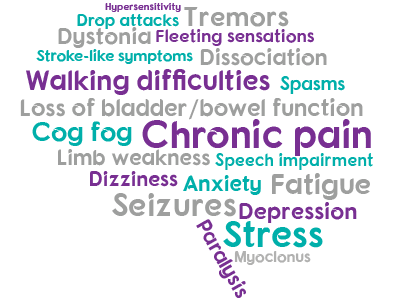 Hypersensitivity
Drop attacks Tremors
Dystonia Fleeting sensations
Stroke-like symptoms Dissociation
Walking difficulties Spasms
Loss of bladder/bowel function
Cog fog Chronic pain
Limb weakness Speech impairment
Dizziness Anxiety Fatigue
Seizures Depression
Paralysis Stress
Myoclonus